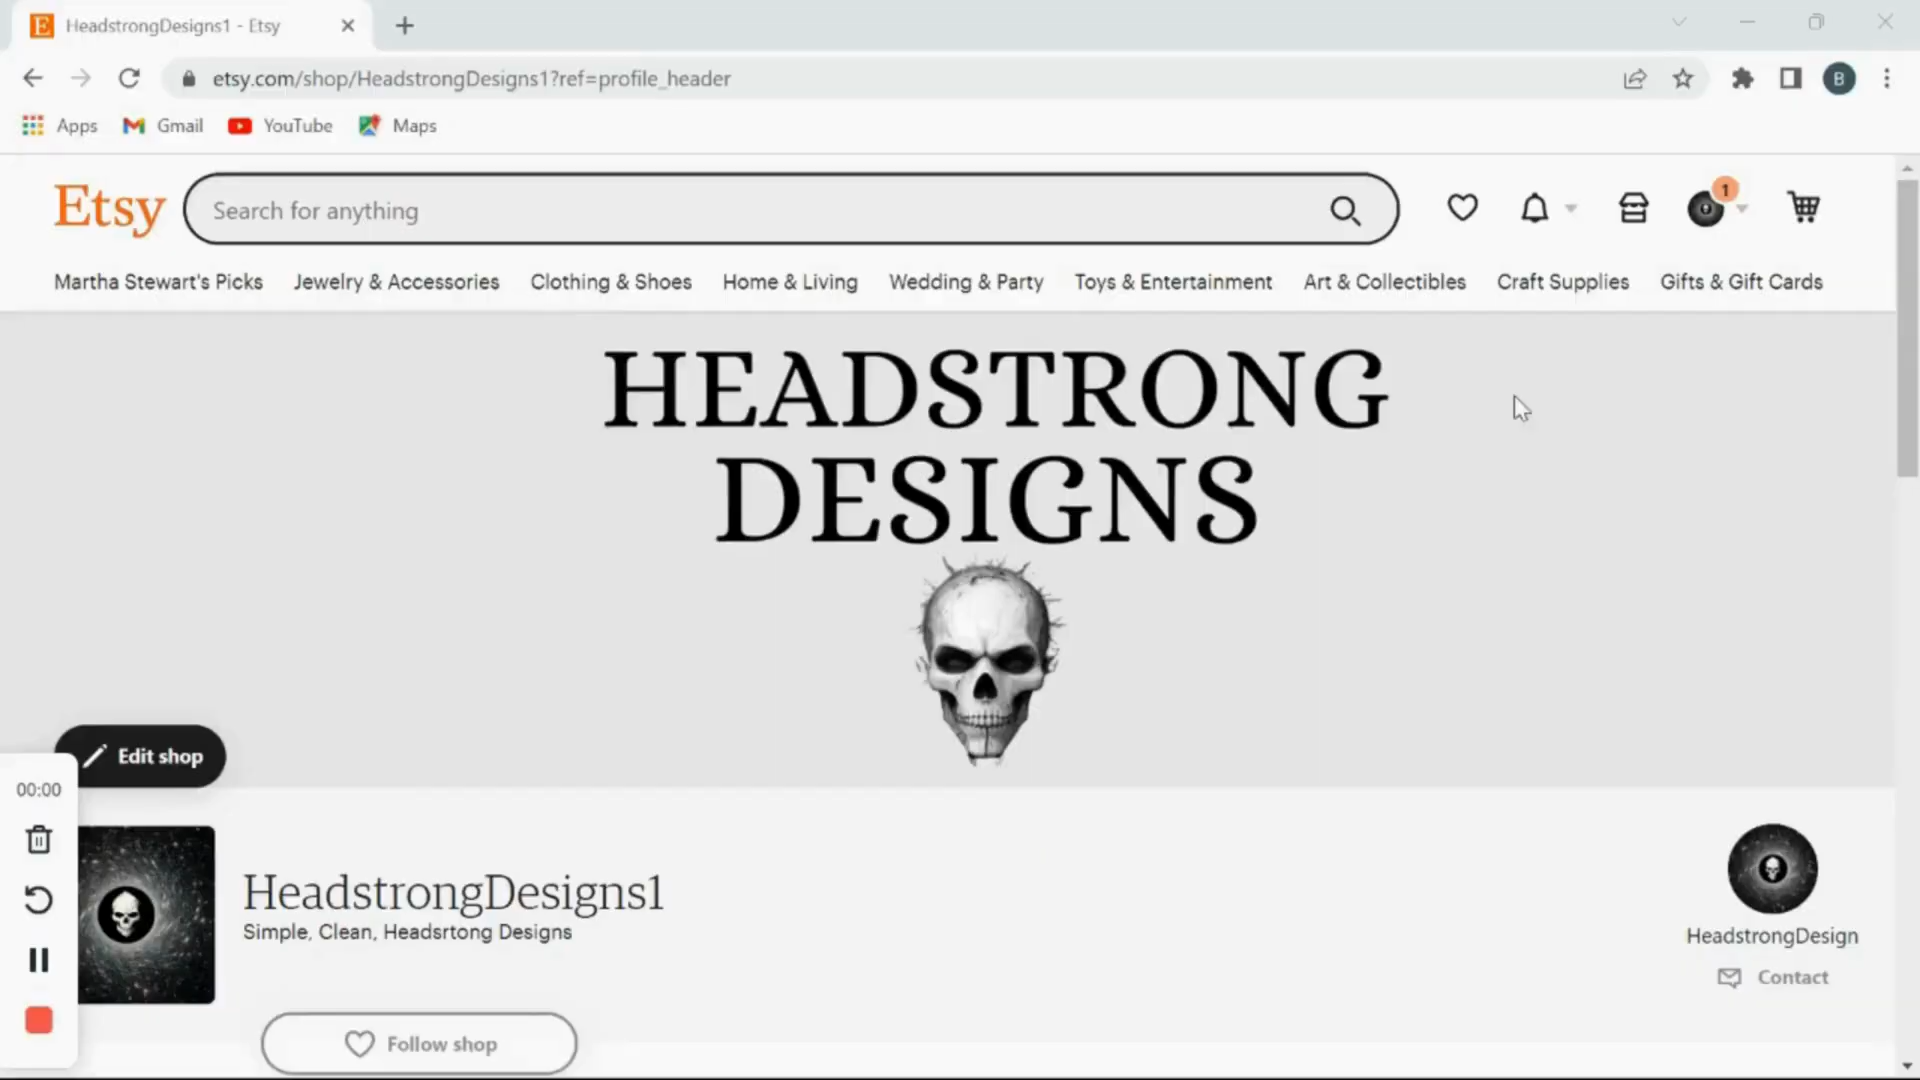 HeadstrongDesigns1 - Etsy
etsy.com/shop/HeadstrongDesigns1?ref=profile_header
B
Apps Gmail YouTube Maps
Etsy Search for anything 1
Martha Stewart's Picks Jewelry & Accessories Clothing & Shoes Home & Living Wedding & Party Toys & Entertainment Art & Collectibles Craft Supplies Gifts & Gift Cards
HEADSTRONG
DESIGNS
Edit shop
00:00
HeadstrongDesigns1
Simple, Clean, Headsrtong Designs
HeadstrongDesign
Contact
Follow shop